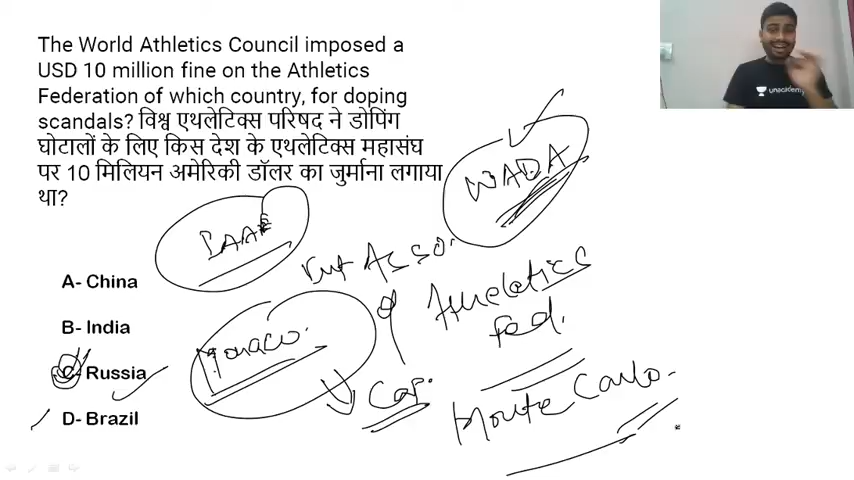 The World Athletics Council imposed a
USD 10 million fine on the Athletics
Federation of which country, for doping
scandals? विश्व एथलेटिक्स परिषद ने डोपिंग
घोटालों के लिए किस देश के एथलेटिक्स महासंघ
पर 10 मिलियन अमेरिकी डॉलर का जुर्माना लगाया
था?
unacademy
WADA
IAAF
Int Asso.
of Athletics
fed.
A- China
B- India
Monaco.
C- Russia
Cap.
Monte Carlo.
D- Brazil